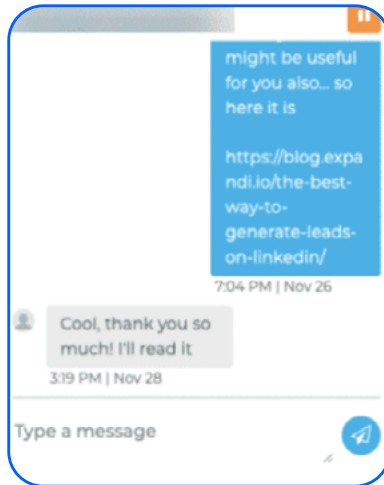 might be useful
for you also... so
here it is
https://blog.expa
ndi.io/the-best-
way-to-
generate-leads-
on-linkedin/
7:04 PM | Nov 26
Cool, thank you so
much! I'll read it
3:19 PM | Nov 28
Type a message